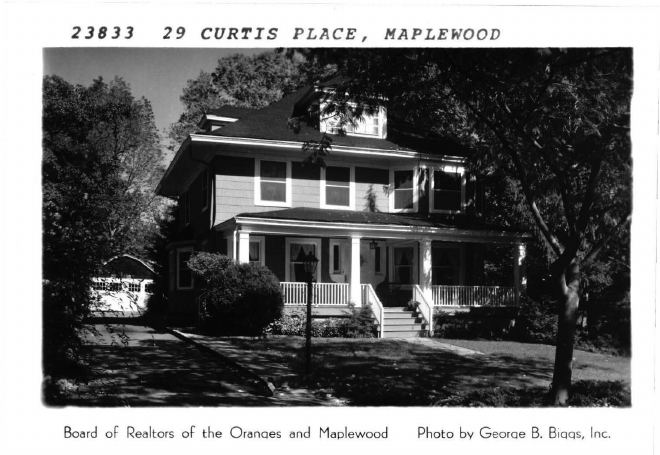 23833 29 CURTIS PLACE, MAPLEWOOD
Board of Realtors of the Oranges and Maplewood Photo by George B. Biggs, Inc.